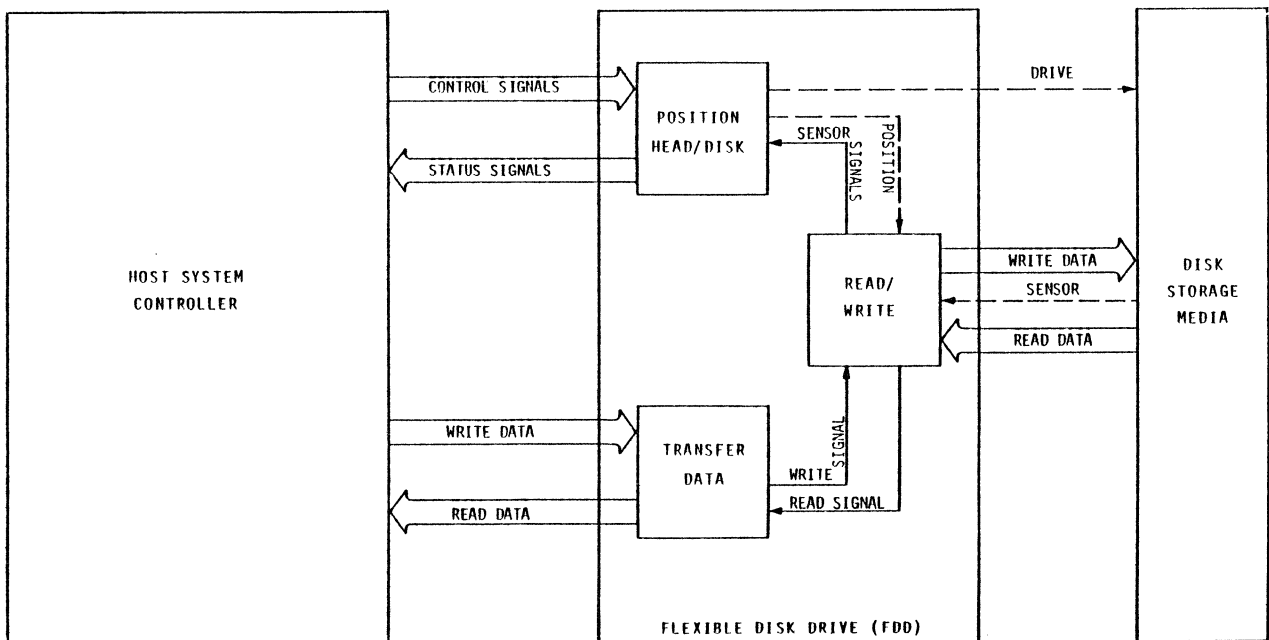 HOST SYSTEM
CONTROLLER
CONTROL SIGNALS
STATUS SIGNALS
WRITE DATA
READ DATA
POSITION
HEAD/DISK
SENSOR
SIGNALS
POSITION
DRIVE
READ/
WRITE
WRITE DATA
SENSOR
READ DATA
TRANSFER
DATA
WRITE
SIGNAL
READ SIGNAL
DISK
STORAGE
MEDIA
FLEXIBLE DISK DRIVE (FDD)